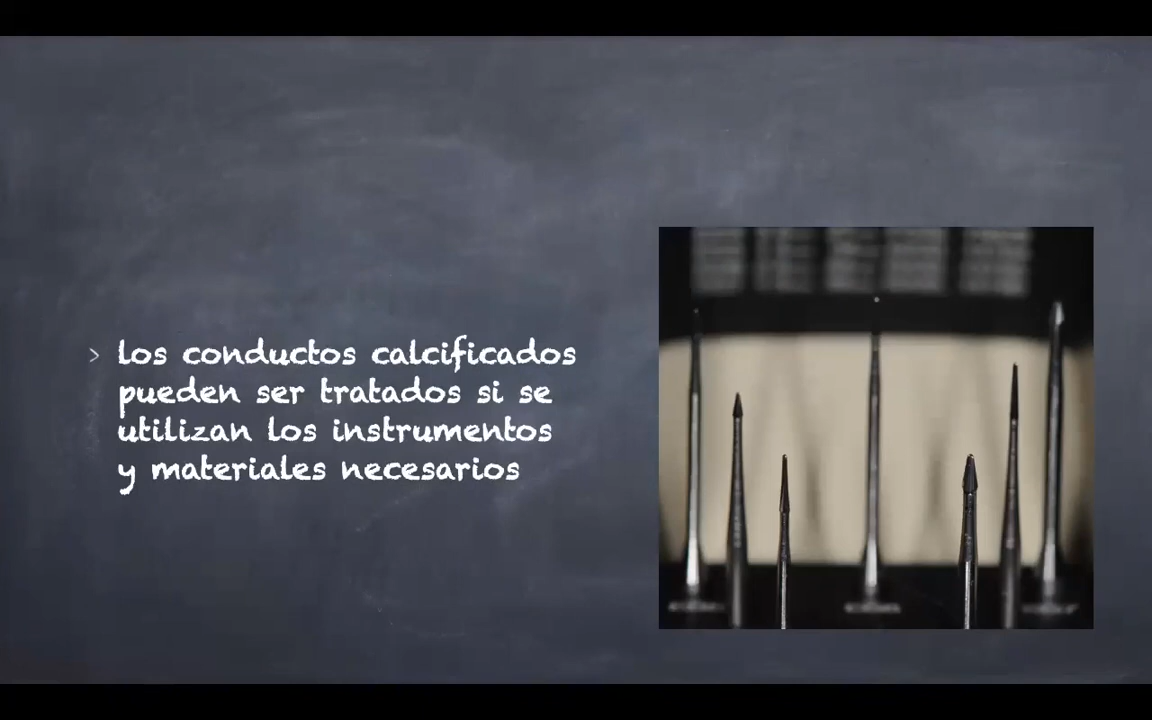 los conductos calcificados
pueden ser tratados si se
utilizan los instrumentos
y materiales necesarios